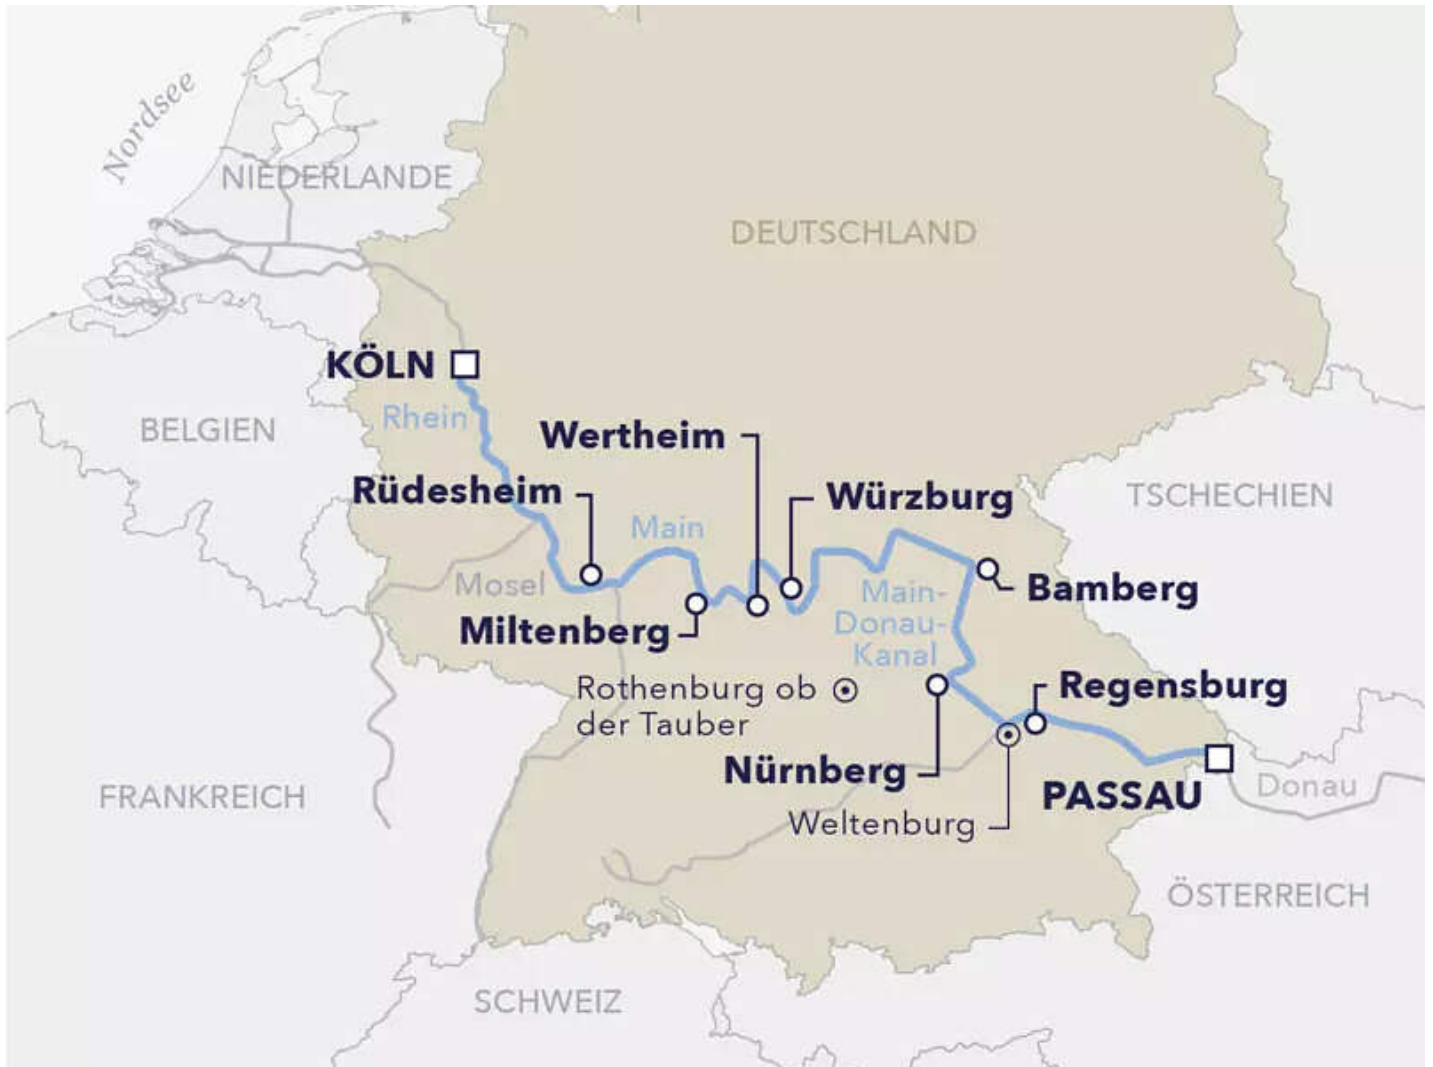 Nordsee
NIEDERLANDE
DEUTSCHLAND
KÖLN
Rhein
BELGIEN
Wertheim
Rüdesheim
Würzburg
TSCHECHIEN
Main
Mosel
Main-
Donau-
Kanal
Bamberg
Miltenberg
Rothenburg ob
der Tauber
Regensburg
Nürnberg
Weltenburg
PASSAU
Donau
FRANKREICH
ÖSTERREICH
SCHWEIZ